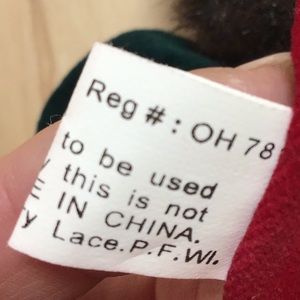 Reg #: OH 78
to be used
this is not
IN CHINA.
Lace.P.F.WI.